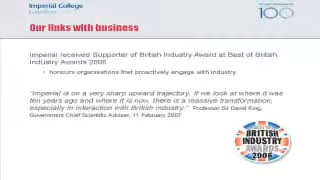 Imperial College
London
100
Our links with business
Imperial received Supporter of British Industry Award at Best of British
Industry Awards 2006
honours organisations that proactively engage with industry
"Imperial is on a very sharp upward trajectory. If we look at where it was
ten years ago and where it is now, there is a massive transformation,
especially in interaction with British industry." Professor Sir David King,
Government Chief Scientific Adviser, 11 February 2007
BRITISH
INDUSTRY
AWARDS
2006